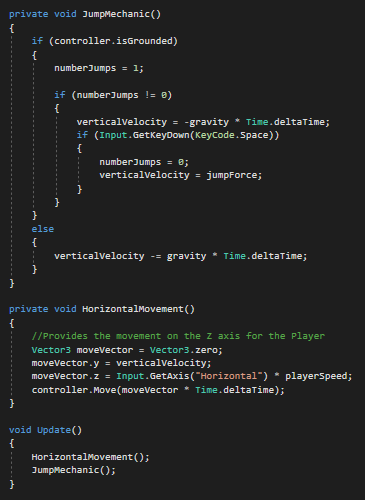 private void JumpMechanic()
{
    if (controller.isGrounded)
    {
        numberJumps = 1;

        if (numberJumps != 0)
        {
            verticalVelocity = -gravity * Time.deltaTime;
            if (Input.GetKeyDown(KeyCode.Space))
            {
                numberJumps = 0;
                verticalVelocity = jumpForce;
            }
        }
    }
    else
    {
        verticalVelocity -= gravity * Time.deltaTime;
    }
}

private void HorizontalMovement()
{
    //Provides the movement on the Z axis for the Player
    Vector3 moveVector = Vector3.zero;
    moveVector.y = verticalVelocity;
    moveVector.z = Input.GetAxis("Horizontal") * playerSpeed;
    controller.Move(moveVector * Time.deltaTime);
}

void Update()
{
    HorizontalMovement();
    JumpMechanic();
}